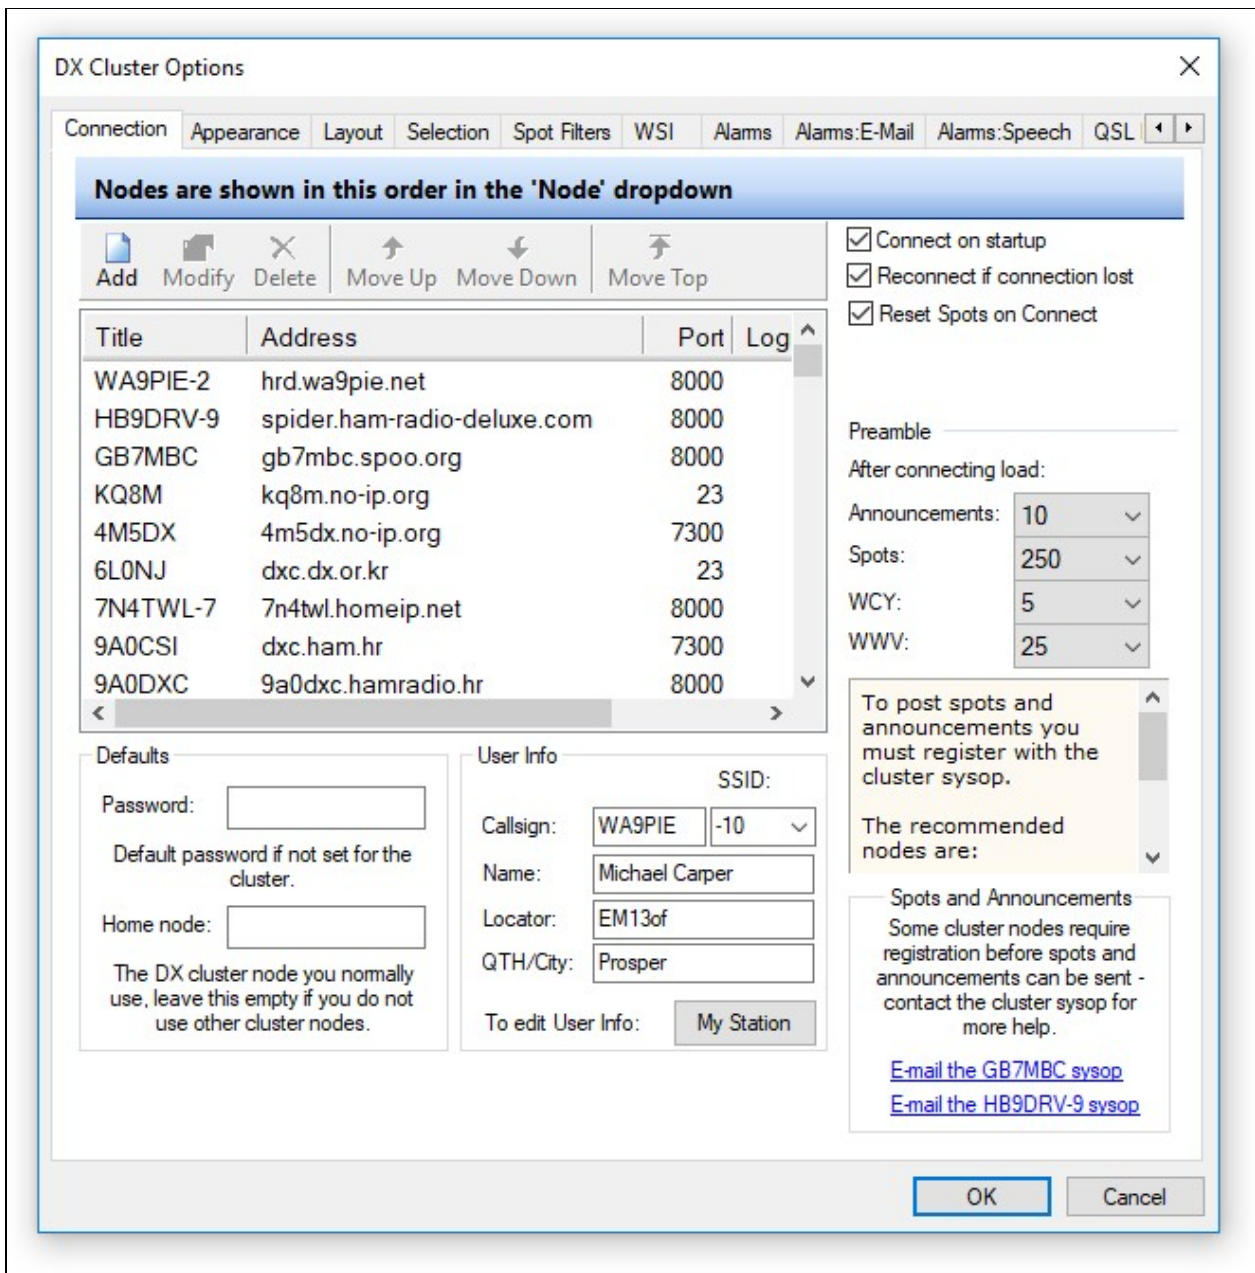 DX Cluster Options
Connection Appearance Layout Selection Spot Filters WSI Alarms Alarms:E-Mail Alarms:Speech QSL
Nodes are shown in this order in the 'Node' dropdown
Add Modify Delete Move Up Move Down Move Top
Title Address Port Log
WA9PIE-2 hrd.wa9pie.net 8000
HB9DRV-9 spider.ham-radio-deluxe.com 8000
GB7MBC gb7mbc.spoo.org 8000
KQ8M kq8m.no-ip.org 23
4M5DX 4m5dx.no-ip.org 7300
6L0NJ dxc.dx.or.kr 23
7N4TWL-7 7n4twl.homeip.net 8000
9A0CSI dxc.ham.hr 7300
9A0DXC 9a0dxc.hamradio.hr 8000
Connect on startup
Reconnect if connection lost
Reset Spots on Connect
Preamble
After connecting load:
Announcements: 10
Spots: 250
WCY: 5
WWV: 25
To post spots and
announcements you
must register with the
cluster sysop.
The recommended
nodes are:
Defaults
Password:
Default password if not set for the
cluster.
Home node:
The DX cluster node you normally
use, leave this empty if you do not
use other cluster nodes.
User Info
SSID:
Callsign: WA9PIE -10
Name: Michael Carper
Locator: EM13of
QTH/City: Prosper
To edit User Info: My Station
Spots and Announcements
Some cluster nodes require
registration before spots and
announcements can be sent -
contact the cluster sysop for
more help.
E-mail the GB7MBC sysop
E-mail the HB9DRV-9 sysop
OK Cancel